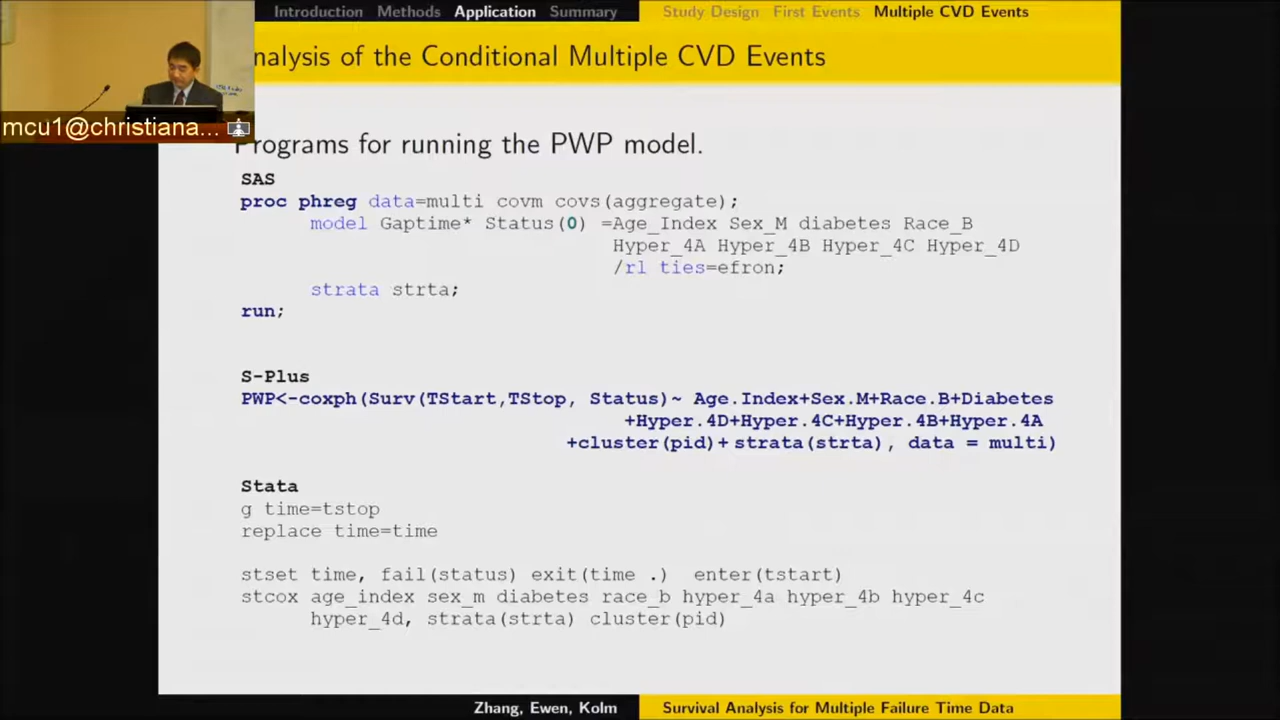 Introduction Methods Application Summary
Study Design First Events Multiple CVD Events
nalysis of the Conditional Multiple CVD Events
mcu1@christiana...
Programs for running the PWP model.
SAS
proc phreg data=multi covm covs(aggregate);
model Gaptime* Status(0) =Age_Index Sex_M diabetes Race_B
Hyper_4A Hyper_4B Hyper_4C Hyper_4D
/rl ties=efron;
strata strta;
run;
S-Plus
PWP<-coxph(Surv(TStart,TStop, Status)~ Age.Index+Sex.M+Race.B+Diabetes
+Hyper.4D+Hyper.4C+Hyper.4B+Hyper.4A
+cluster(pid)+ strata(strta), data = multi)
Stata
g time=tstop
replace time=time
stset time, fail(status) exit(time .) enter(tstart)
stcox age_index sex_m diabetes race_b hyper_4a hyper_4b hyper_4c
hyper_4d, strata(strta) cluster(pid)
Zhang, Ewen, Kolm
Survival Analysis for Multiple Failure Time Data